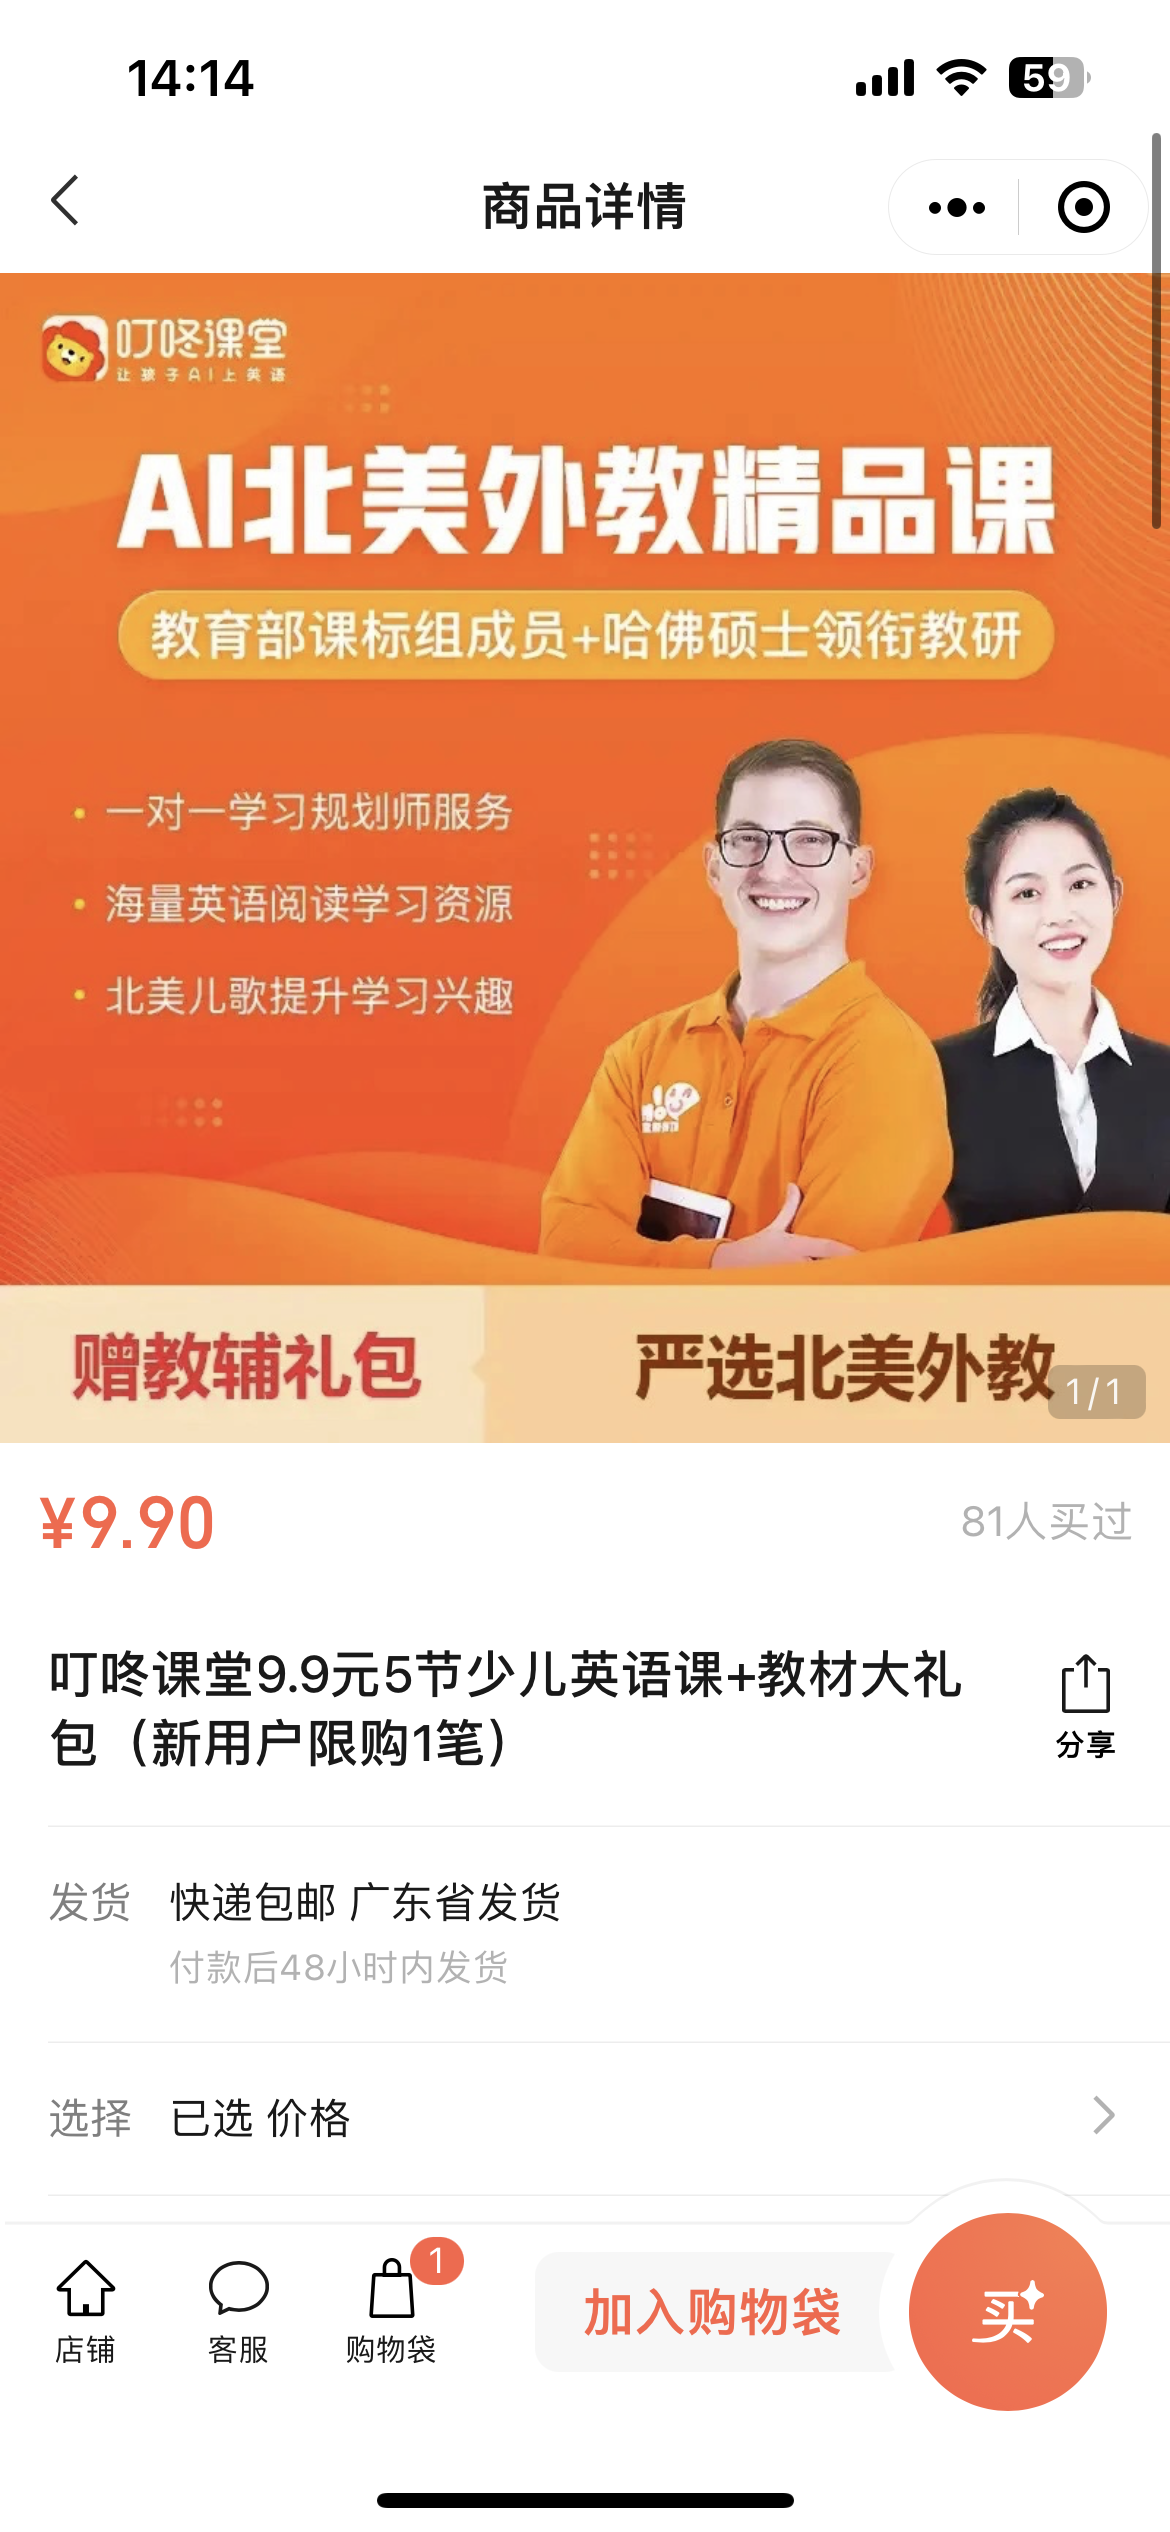 14:14
59
商品详情
叮咚课堂
让孩子AI上英语
AI北美外教精品课
教育部课标组成员+哈佛硕士领衔教研
一对一学习规划师服务
海量英语阅读学习资源
北美儿歌提升学习兴趣
赠教辅礼包
严选北美外教
1/1
¥9.90
81人买过
叮咚课堂9.9元5节少儿英语课+教材大礼
包（新用户限购1笔）
分享
发货 快递包邮 广东省发货
付款后48小时内发货
选择 已选 价格
店铺
客服
1
购物袋
加入购物袋
买